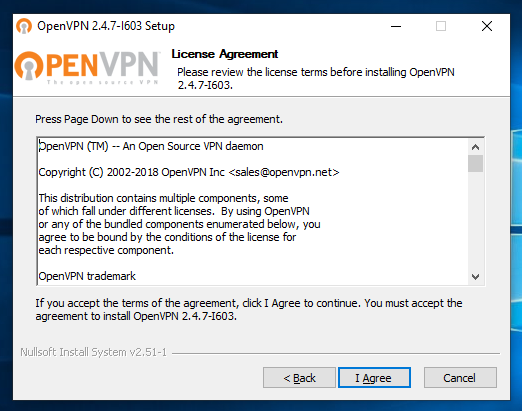 OpenVPN 2.4.7-I603 Setup
OPENVPN™
The open source VPN
License Agreement
Please review the license terms before installing OpenVPN
2.4.7-I603.
Press Page Down to see the rest of the agreement.
OpenVPN (TM) -- An Open Source VPN daemon
Copyright (C) 2002-2018 OpenVPN Inc <sales@openvpn.net>
This distribution contains multiple components, some
of which fall under different licenses.  By using OpenVPN
or any of the bundled components enumerated below, you
agree to be bound by the conditions of the license for
each respective component.
OpenVPN trademark
If you accept the terms of the agreement, click I Agree to continue. You must accept the
agreement to install OpenVPN 2.4.7-I603.
Nullsoft Install System v2.51-1
< Back
I Agree
Cancel